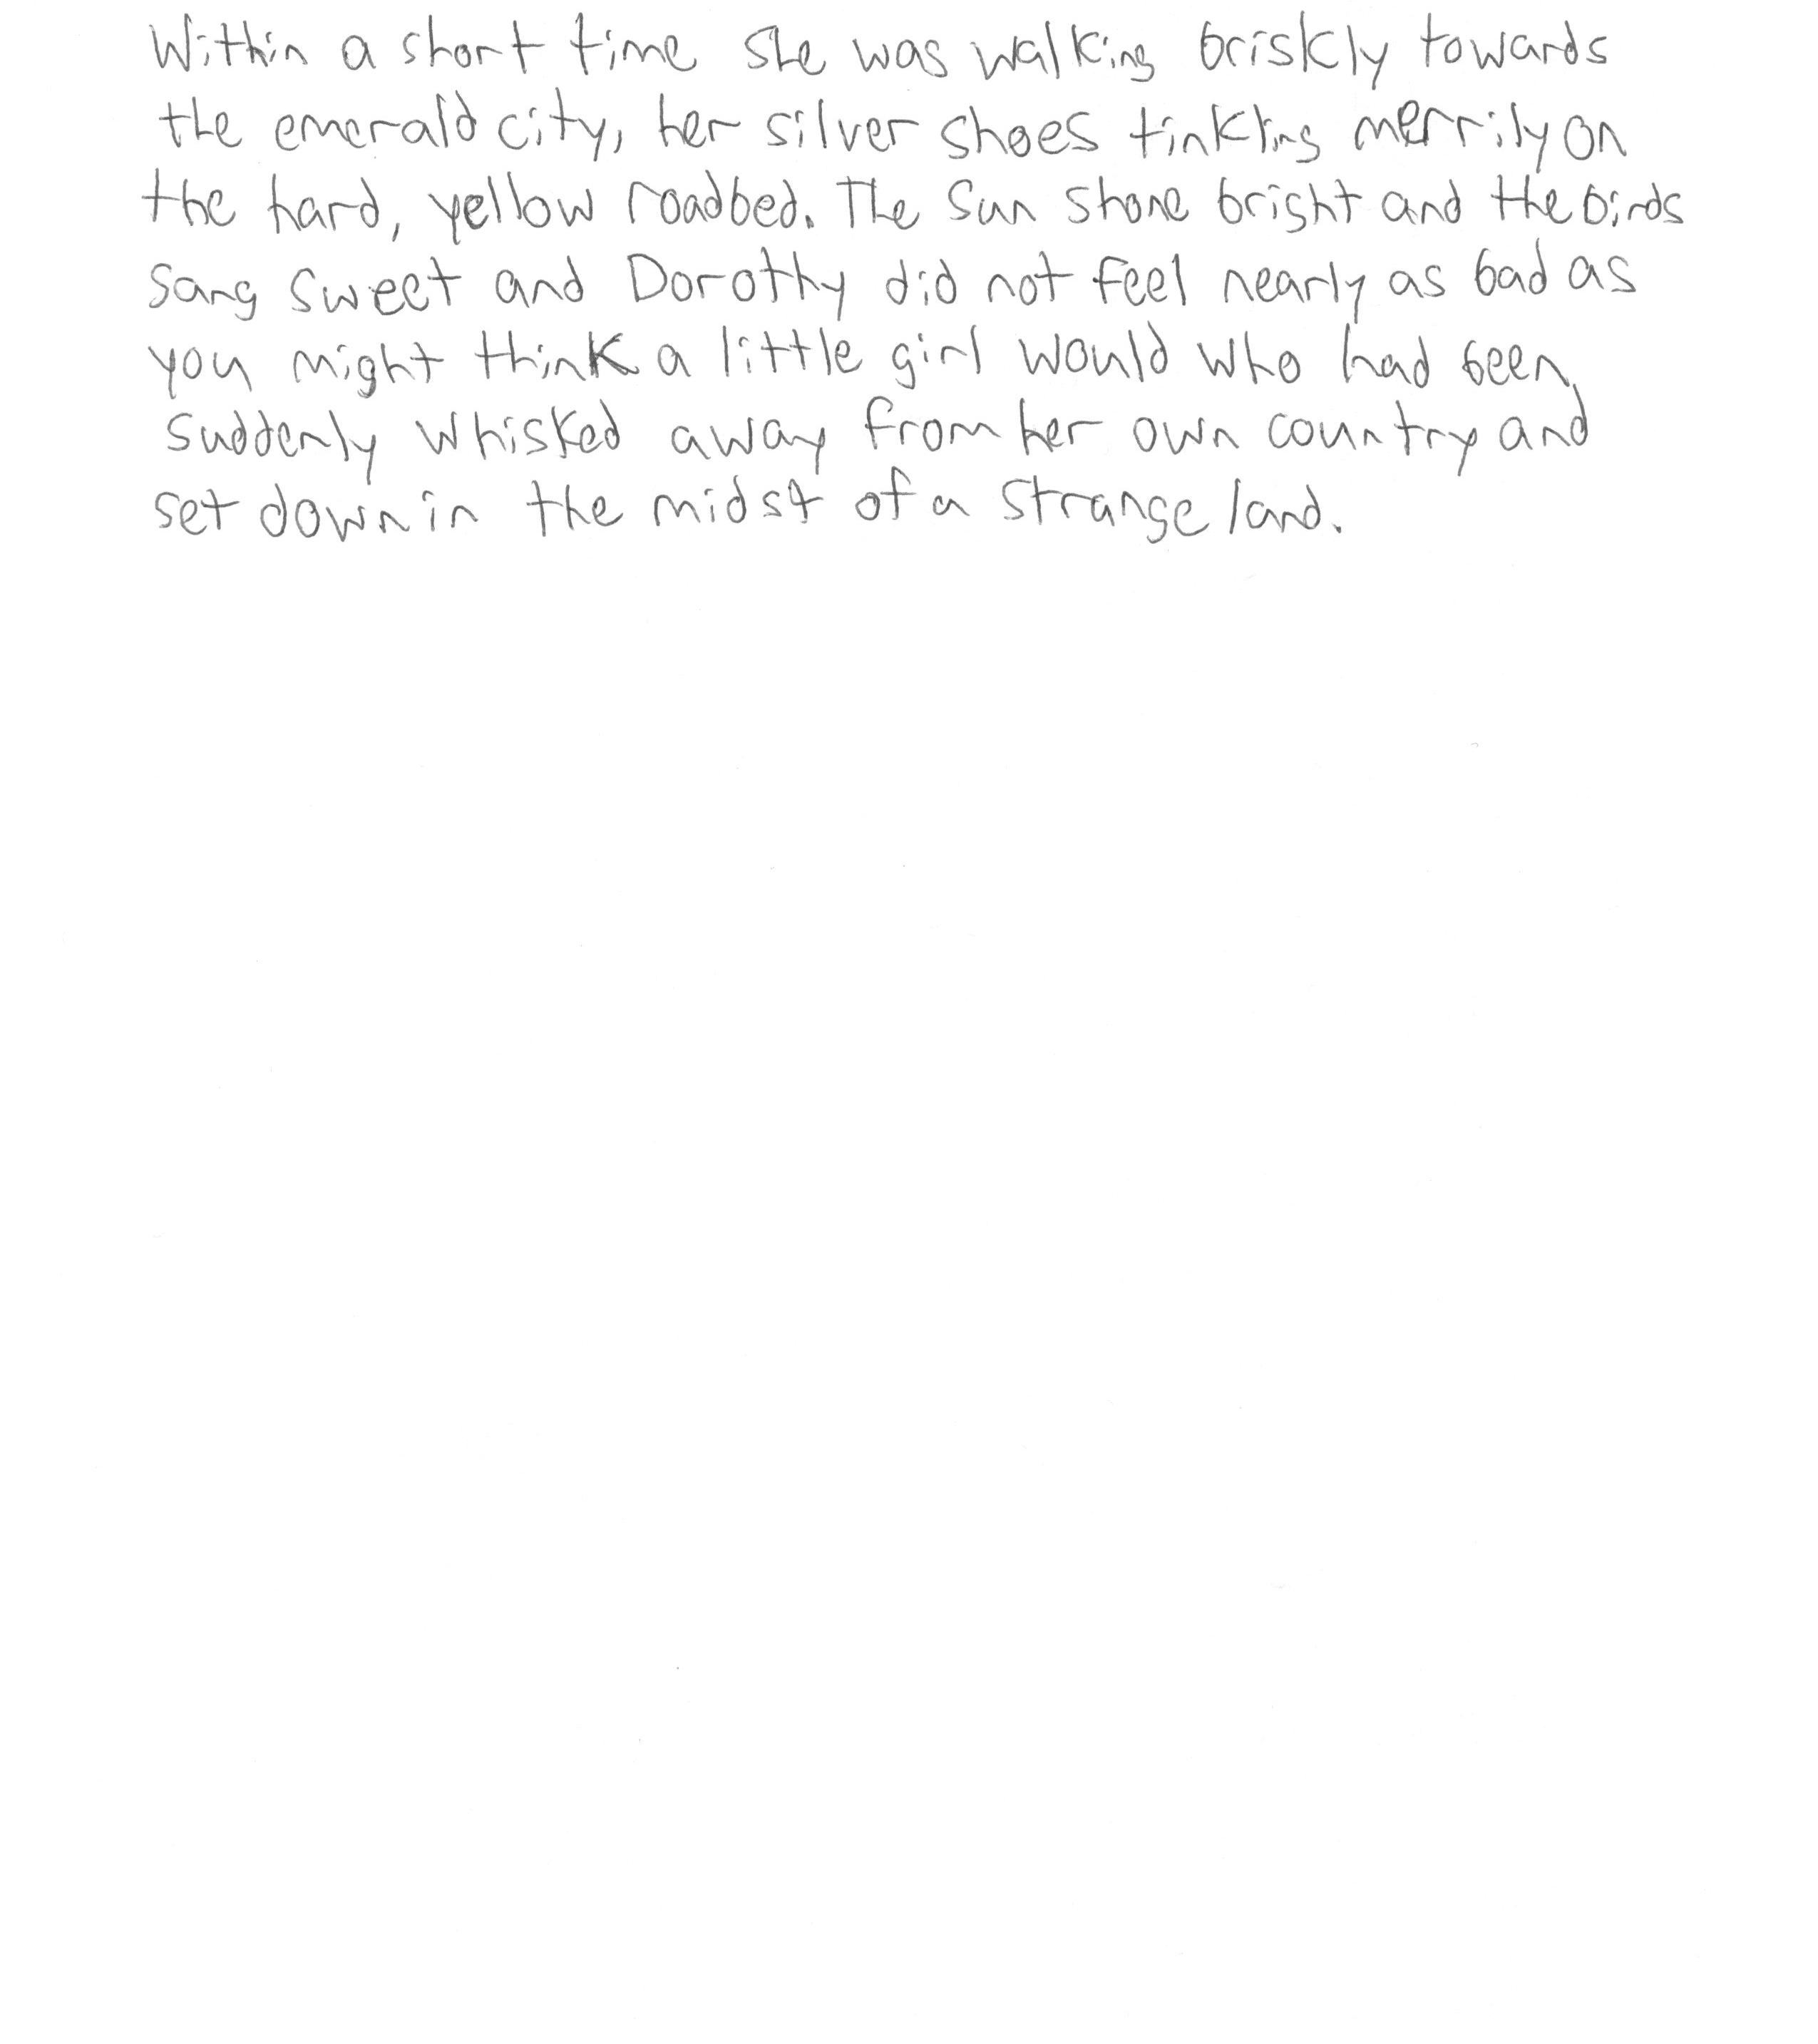 Within a short time she was walking briskly towards
the emerald city, her silver shoes tinkling merrily on
the hard, yellow roadbed. The sun shone bright and the birds
sang sweet and Dorothy did not feel nearly as bad as
you might think a little girl would who had been
suddenly whisked away from her own country and
set down in the midst of a strange land.